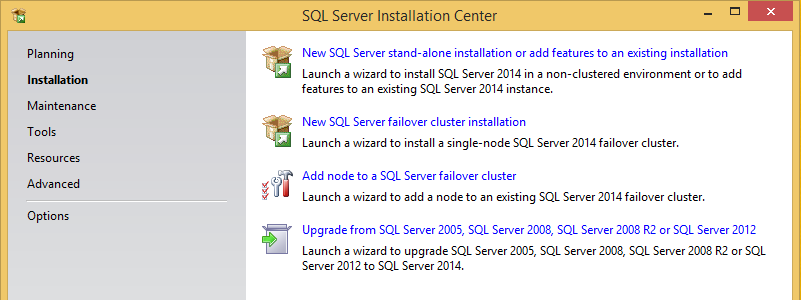 SQL Server Installation Center
Planning
Installation
Maintenance
Tools
Resources
Advanced
Options
New SQL Server stand-alone installation or add features to an existing installation
Launch a wizard to install SQL Server 2014 in a non-clustered environment or to add
features to an existing SQL Server 2014 instance.
New SQL Server failover cluster installation
Launch a wizard to install a single-node SQL Server 2014 failover cluster.
Add node to a SQL Server failover cluster
Launch a wizard to add a node to an existing SQL Server 2014 failover cluster.
Upgrade from SQL Server 2005, SQL Server 2008, SQL Server 2008 R2 or SQL Server 2012
Launch a wizard to upgrade SQL Server 2005, SQL Server 2008, SQL Server 2008 R2 or SQL
Server 2012 to SQL Server 2014.